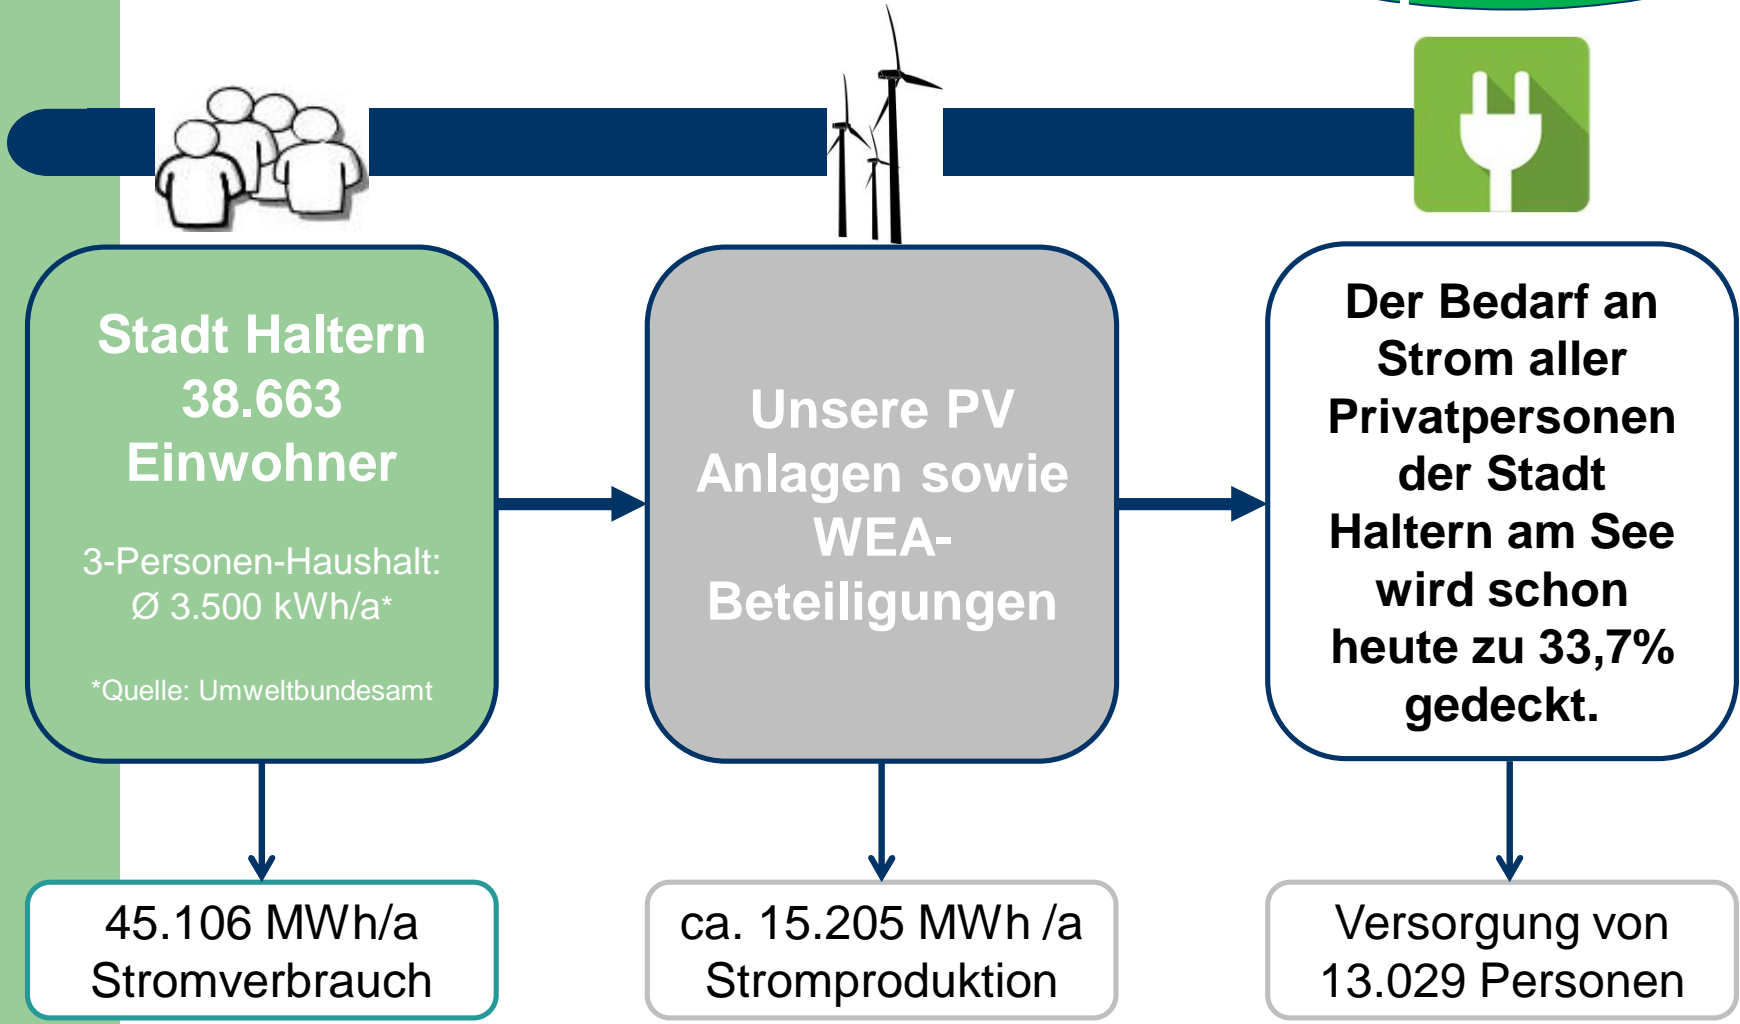 Stadt Haltern
38.663
Einwohner
3-Personen-Haushalt:
Ø 3.500 kWh/a*
*Quelle: Umweltbundesamt
Unsere PV
Anlagen sowie
WEA-
Beteiligungen
Der Bedarf an
Strom aller
Privatpersonen
der Stadt
Haltern am See
wird schon
heute zu 33,7%
gedeckt.
45.106 MWh/a
Stromverbrauch
ca. 15.205 MWh /a
Stromproduktion
Versorgung von
13.029 Personen